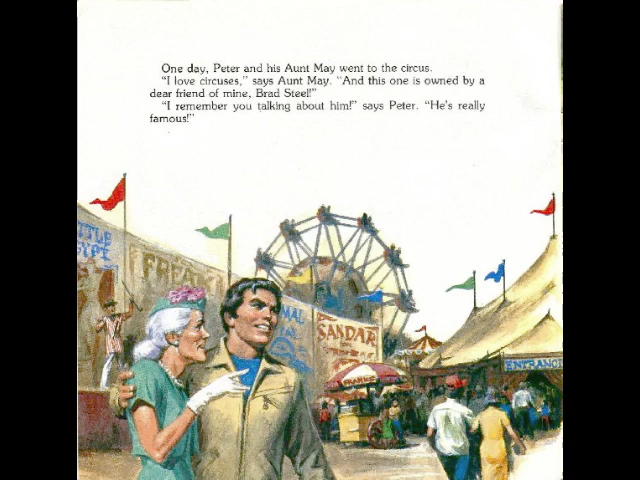 One day, Peter and his Aunt May went to the circus.
"I love circuses," says Aunt May. "And this one is owned by a
dear friend of mine, Brad Steel!"
"I remember you talking about him!" says Peter. "He's really
famous!"
FREAK
SANDAR
FRANKS
ENTRANCE